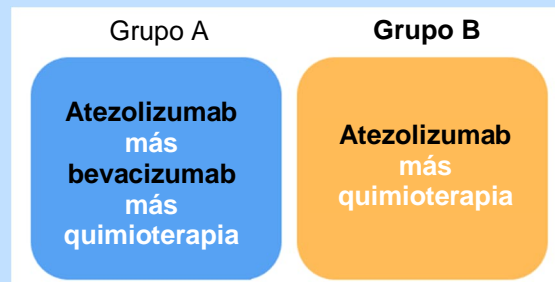 Grupo A
Atezolizumab
más
bevacizumab
más
quimioterapia
Grupo B
Atezolizumab
más
quimioterapia